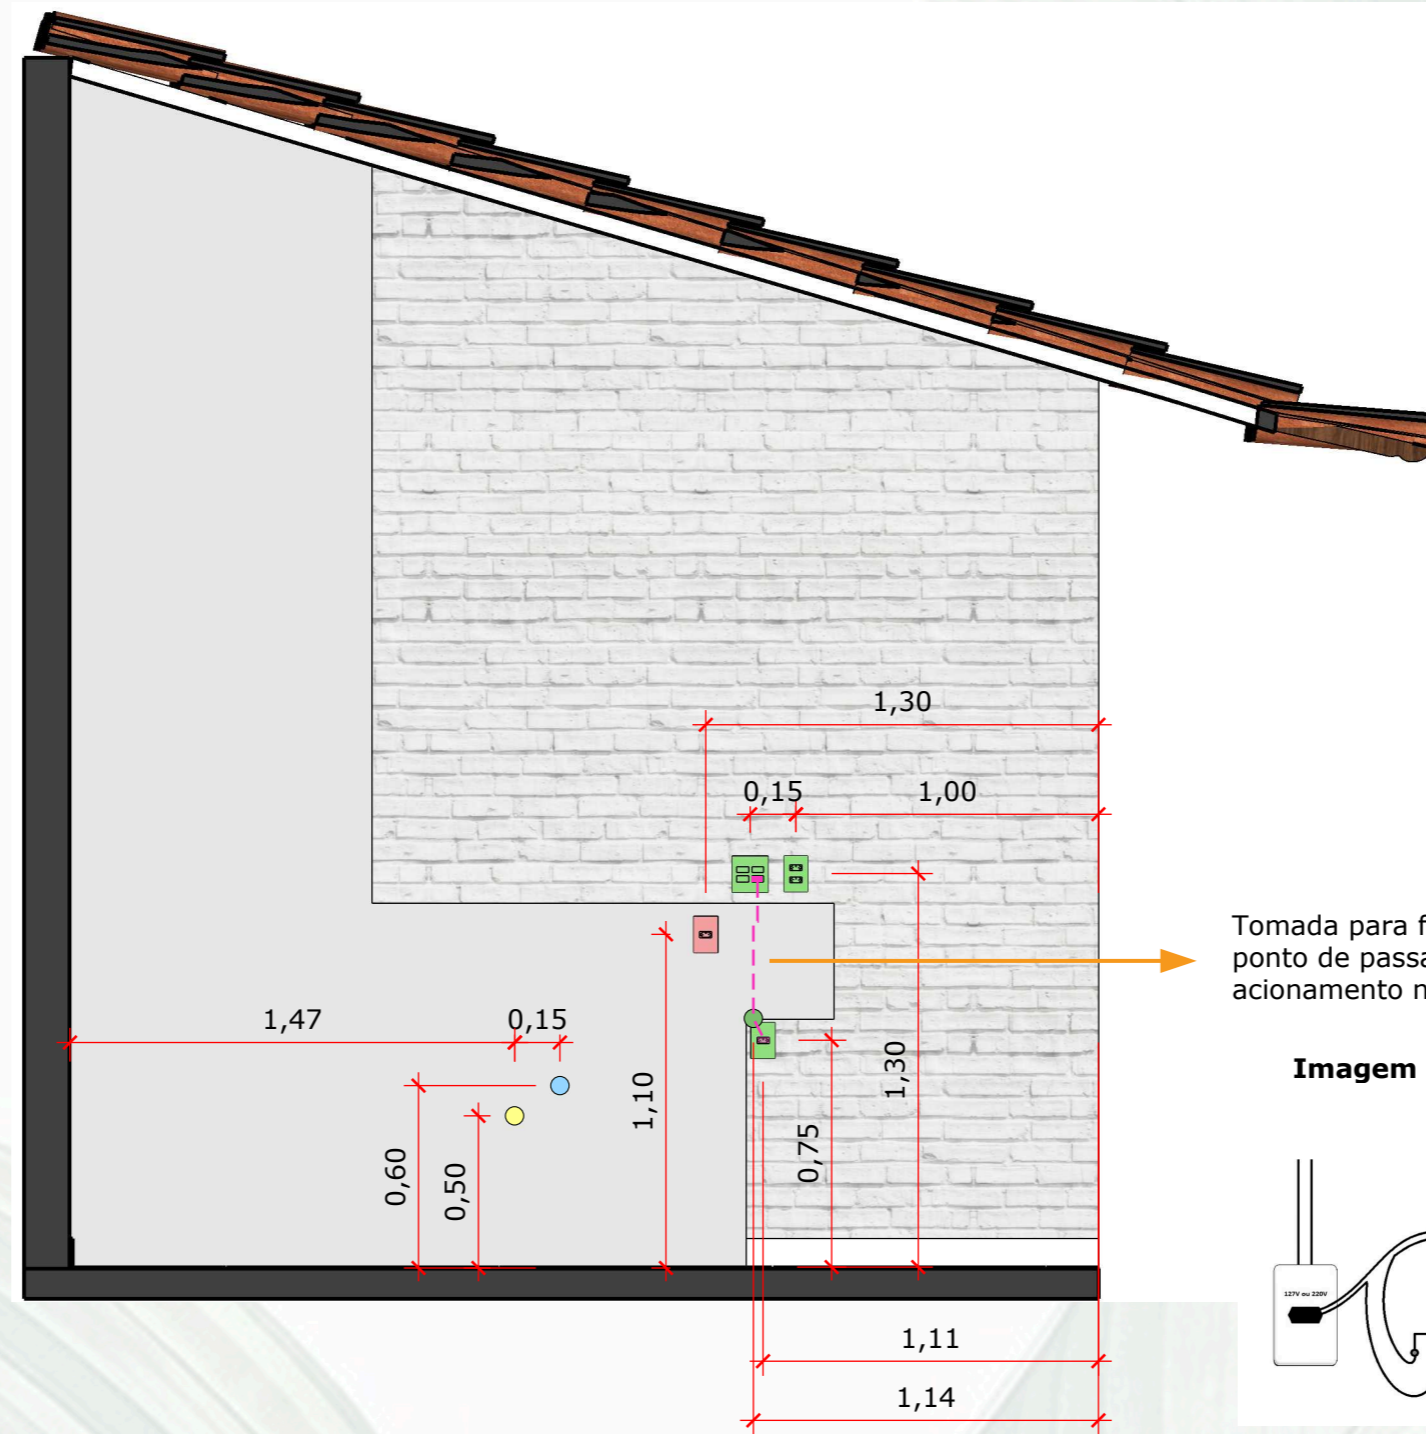 1,30
0,15
1,00
1,47
0,15
1,10
1,30
0,60
0,50
0,75
Tomada para f
ponto de passa
acionamento n
Imagem
127V ou 220V
1,11
1,14